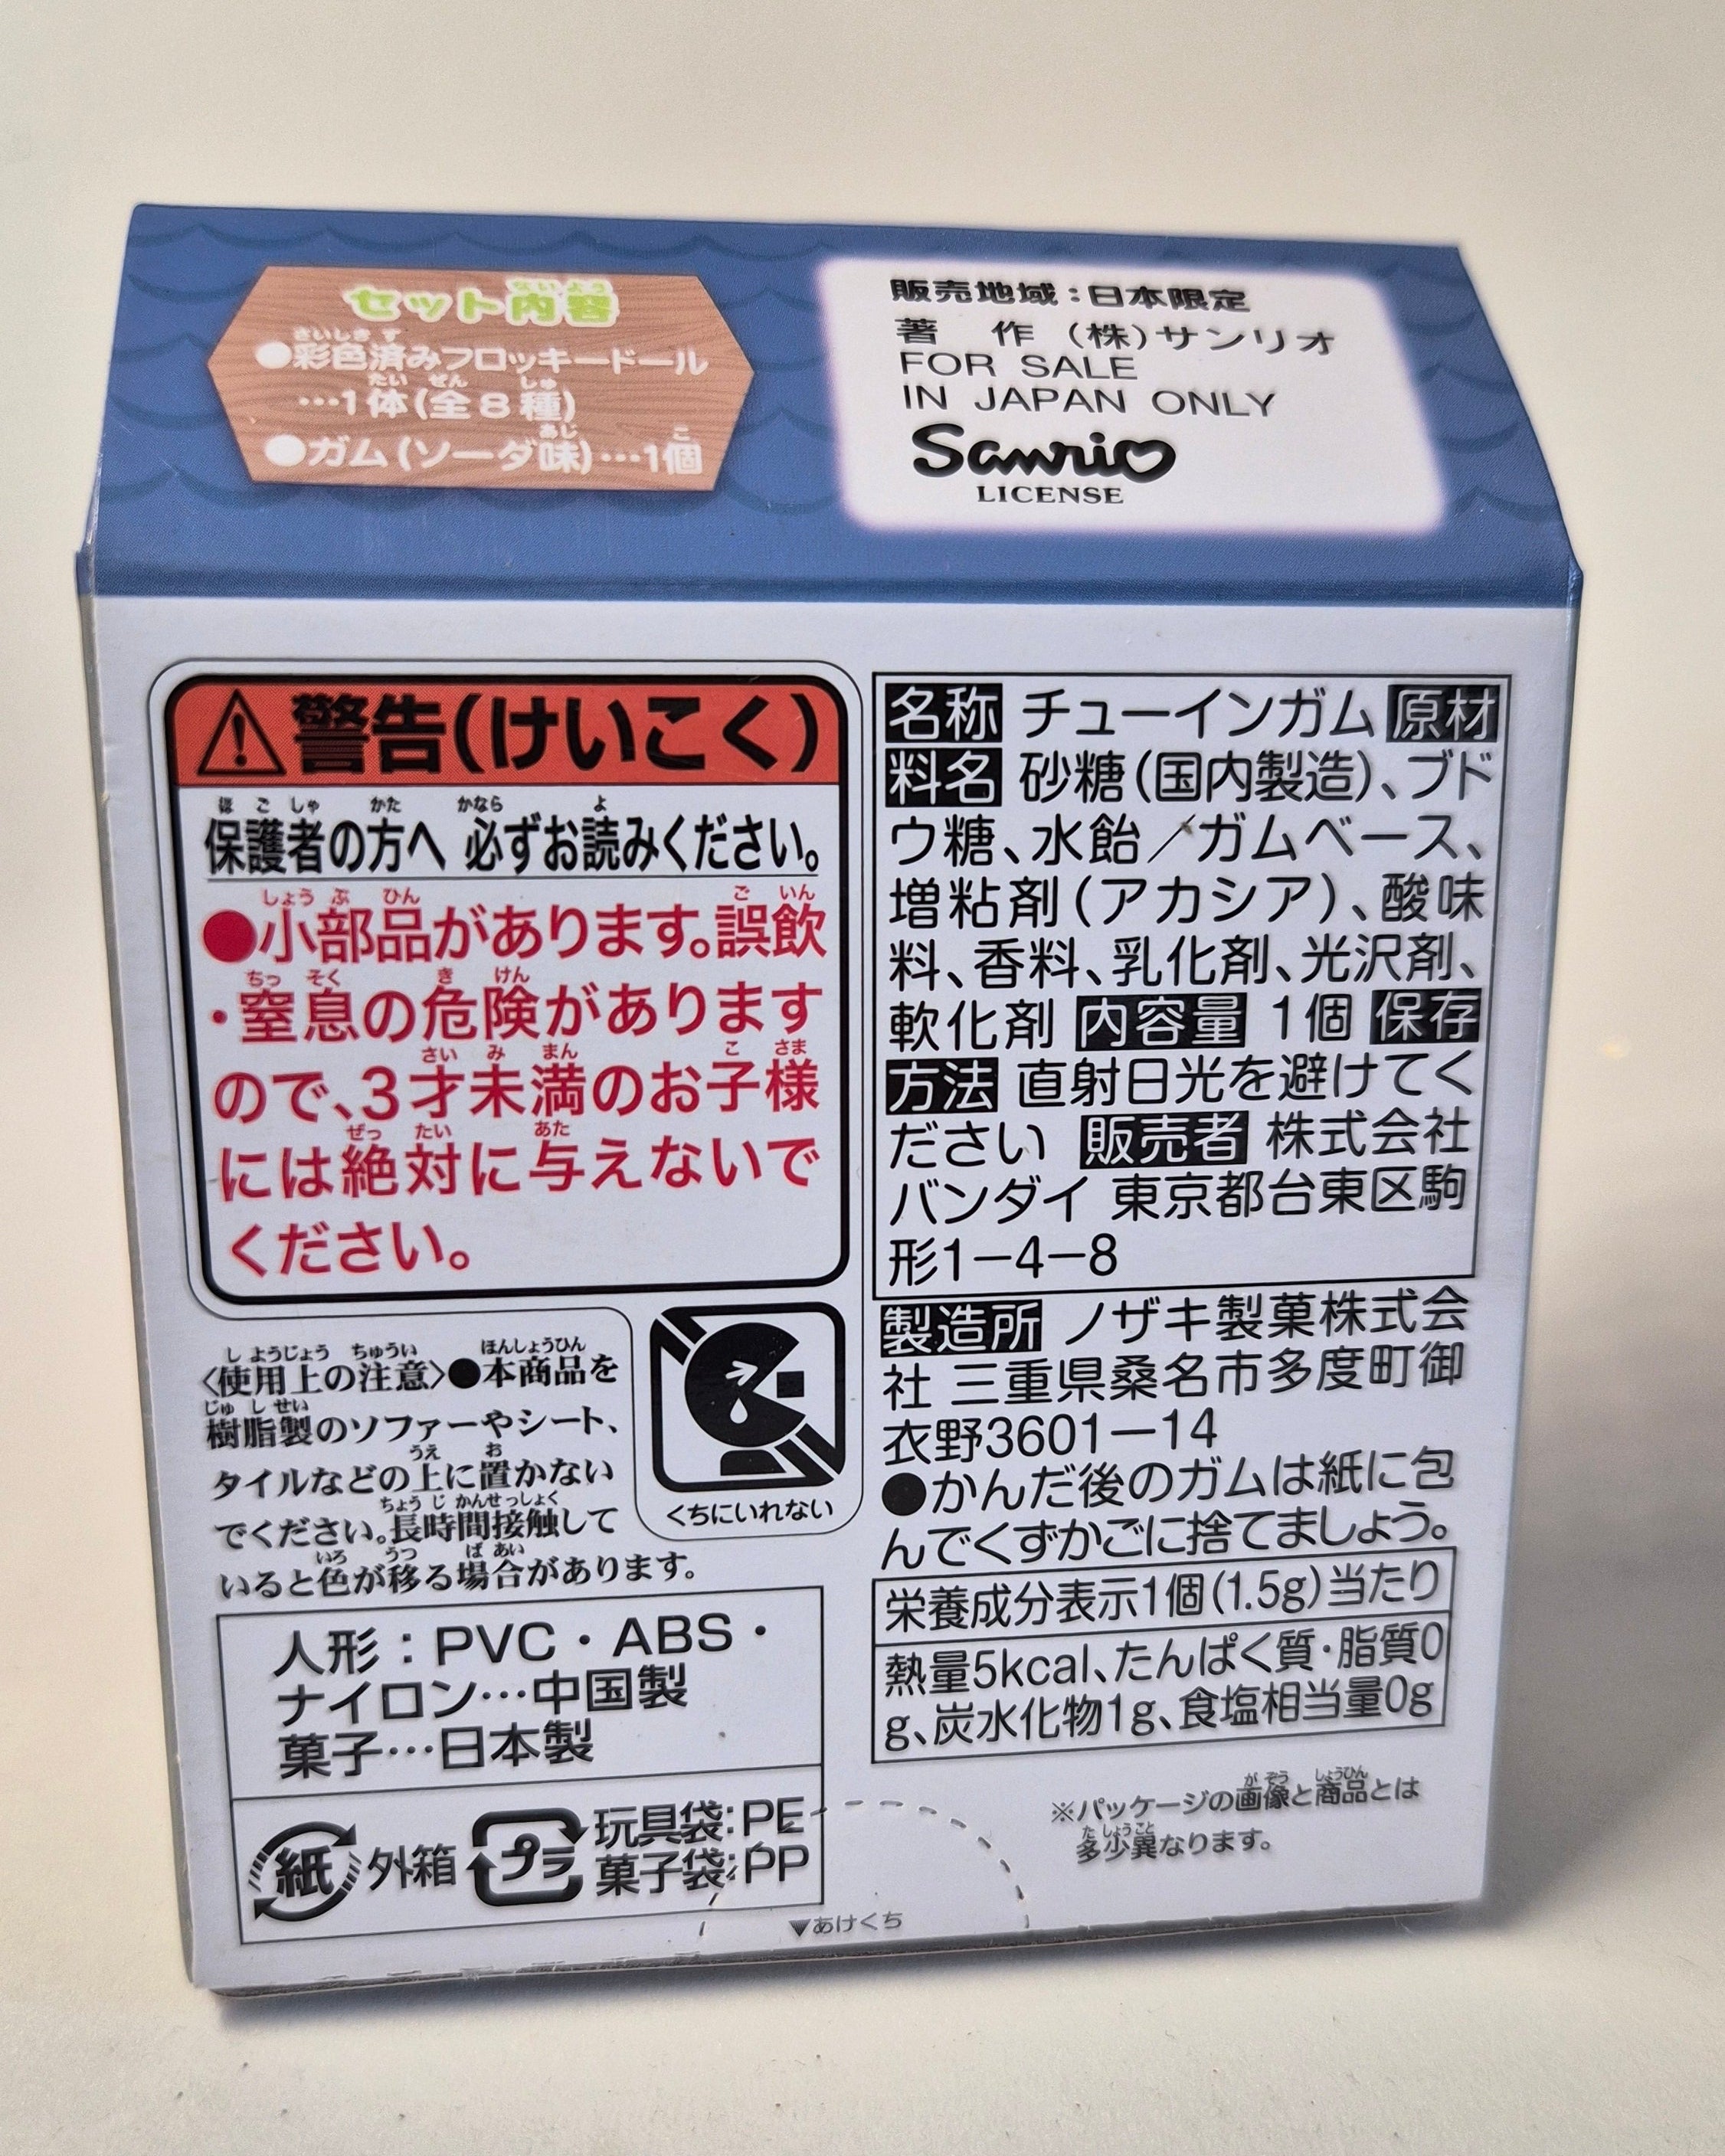 セット内容
●彩色済みフロッキードール
…1体(全8種)
●ガム(ソーダ味)…1個
販売地域:日本限定
著 作 (株)サンリオ
FOR SALE
IN JAPAN ONLY
Sanrio
LICENSE
警告(けいこく)
保護者の方へ 必ずお読みください。
●小部品があります。誤飲
・窒息の危険があります
ので、3才未満のお子様
には絶対に与えないで
ください。
〈使用上の注意〉●本商品を
樹脂製のソファーやシート、
タイルなどの上に置かない
でください。長時間接触して
いると色が移る場合があります。
くちにいれない
人形:PVC・ABS・
ナイロン…中国製
菓子…日本製
紙 外箱 プラ 玩具袋:PE
菓子袋:PP
名称 チューインガム 原材
料名 砂糖(国内製造)、ブド
ウ糖、水飴/ガムベース、
増粘剤(アカシア)、酸味
料、香料、乳化剤、光沢剤、
軟化剤 内容量 1個 保存
方法 直射日光を避けてく
ださい 販売者 株式会社
バンダイ 東京都台東区駒
形1-4-8
製造所 ノザキ製菓株式会
社 三重県桑名市多度町御
衣野3601-14
●かんだ後のガムは紙に包
んでくずかごに捨てましょう。
栄養成分表示1個(1.5g)当たり
熱量5kcal、たんぱく質・脂質0
g、炭水化物1g、食塩相当量0g
※パッケージの画像と商品とは
多少異なります。
▼あけくち